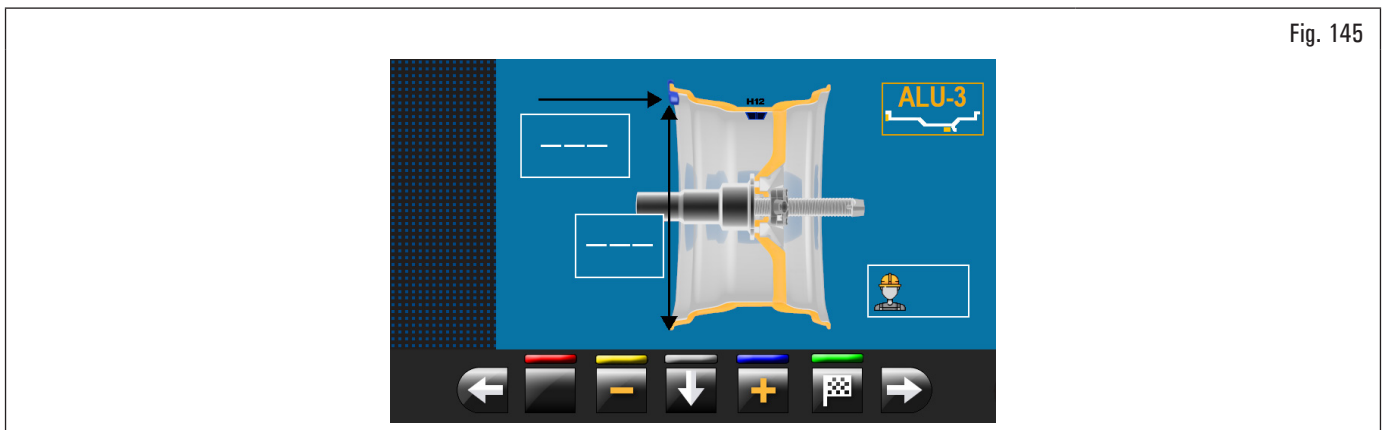 Fig. 145
H12
ALU-3
– – –
– – –